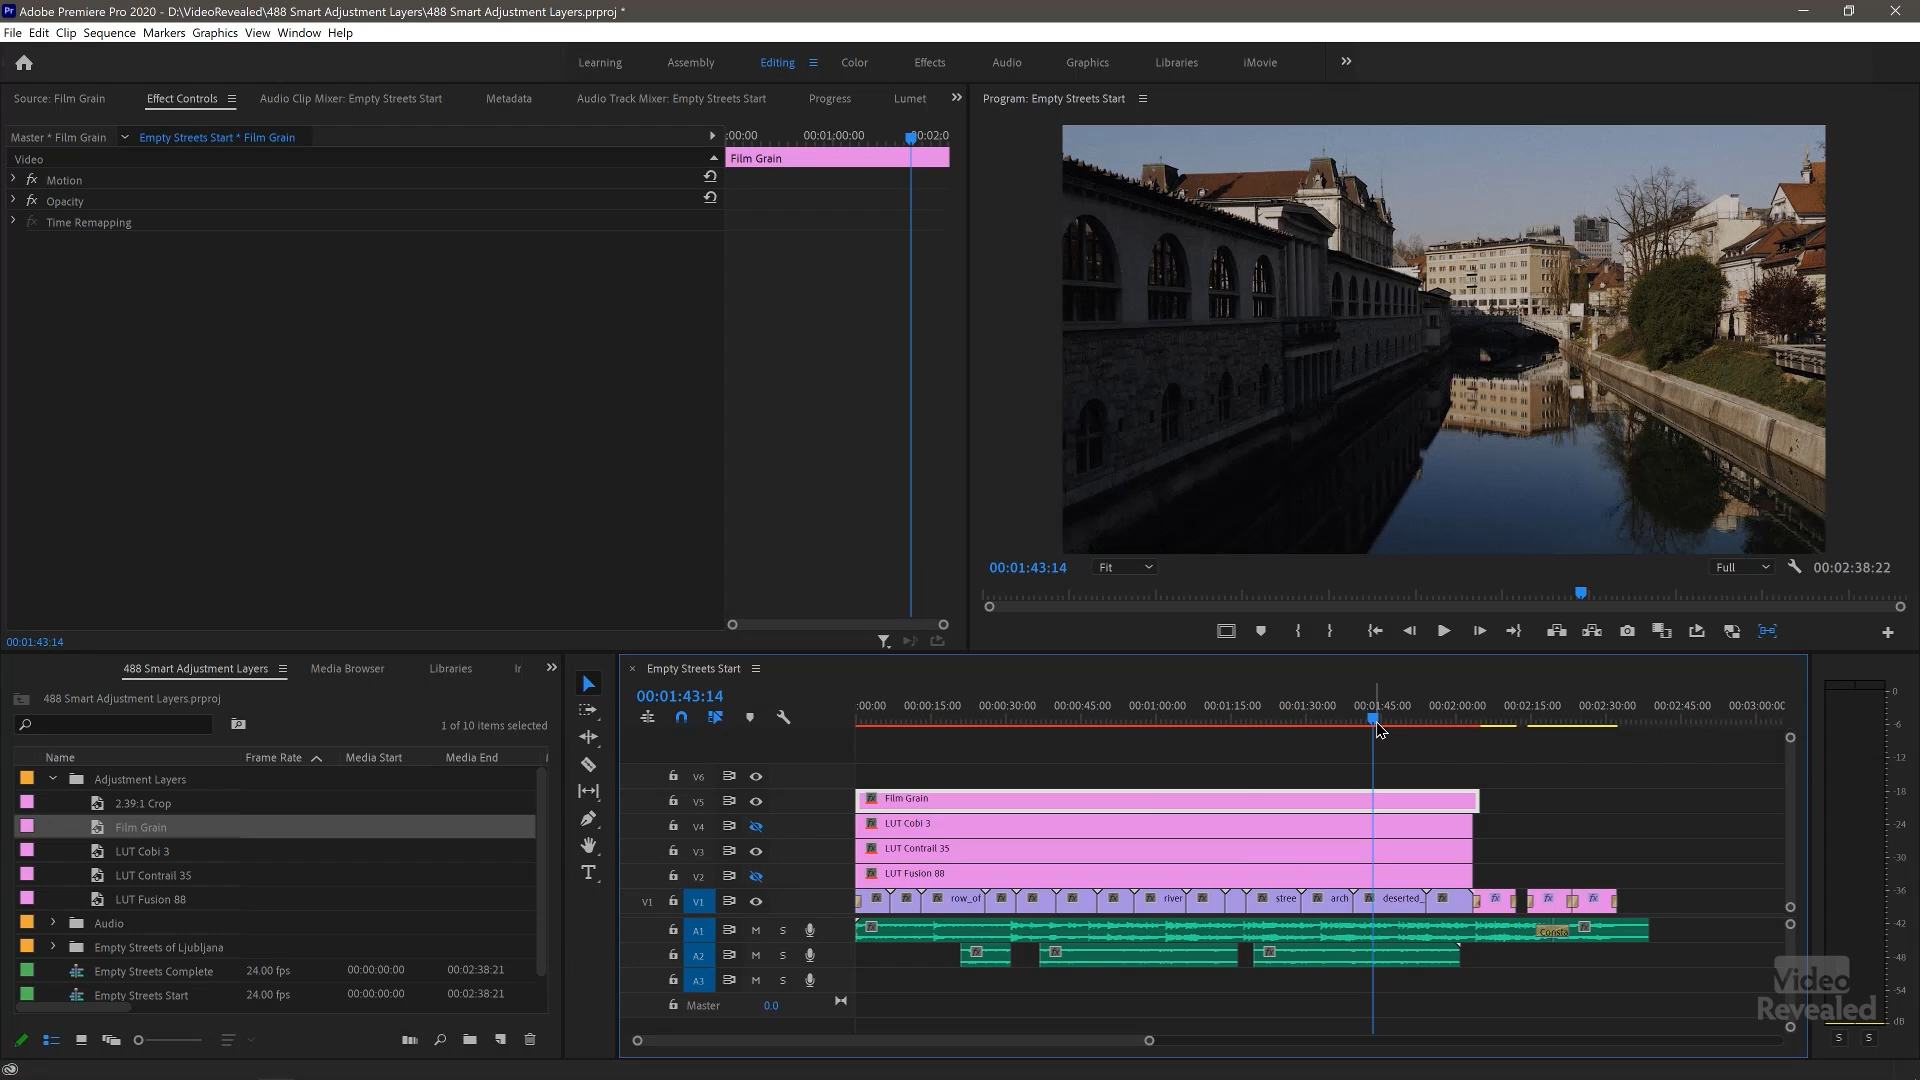 Adobe Premiere Pro 2020 - D:\VideoRevealed\488 Smart Adjustment Layers\488 Smart Adjustment Layers.prproj *
File Edit Clip Sequence Markers Graphics View Window Help
Learning Assembly Editing Color Effects Audio Graphics Libraries iMovie
Source: Film Grain Effect Controls Audio Clip Mixer: Empty Streets Start Metadata Audio Track Mixer: Empty Streets Start Progress Lumet
Program: Empty Streets Start
Master * Film Grain Empty Streets Start * Film Grain
:00:00 00:01:00:00 00:02:0
Video
Film Grain
fx Motion
fx Opacity
fx Time Remapping
00:01:43:14
00:01:43:14 Fit Full 00:02:38:22
488 Smart Adjustment Layers Media Browser Libraries Ir
488 Smart Adjustment Layers.prproj
1 of 10 items selected
Name Frame Rate Media Start Media End
Adjustment Layers
2.39:1 Crop
Film Grain
LUT Cobi 3
LUT Contrail 35
LUT Fusion 88
Audio
Empty Streets of Ljubljana
Empty Streets Complete 24.00 fps 00:00:00:00 00:02:38:21
Empty Streets Start 24.00 fps 00:00:00:00 00:02:38:21
Empty Streets Start
00:01:43:14
:00:00 00:00:15:00 00:00:30:00 00:00:45:00 00:01:00:00 00:01:15:00 00:01:30:00 00:01:45:00 00:02:00:00 00:02:15:00 00:02:30:00 00:02:45:00 00:03:00:00
V6
V5 Film Grain
V4 LUT Cobi 3
V3 LUT Contrail 35
V2 LUT Fusion 88
V1 V1 row_of river stree arch deserted_
A1 M S Consta
A2 M S
A3 M S
Master 0.0
0
-6
-12
-18
-24
-30
-36
-42
-48
-54
dB
S S
Video
Revealed